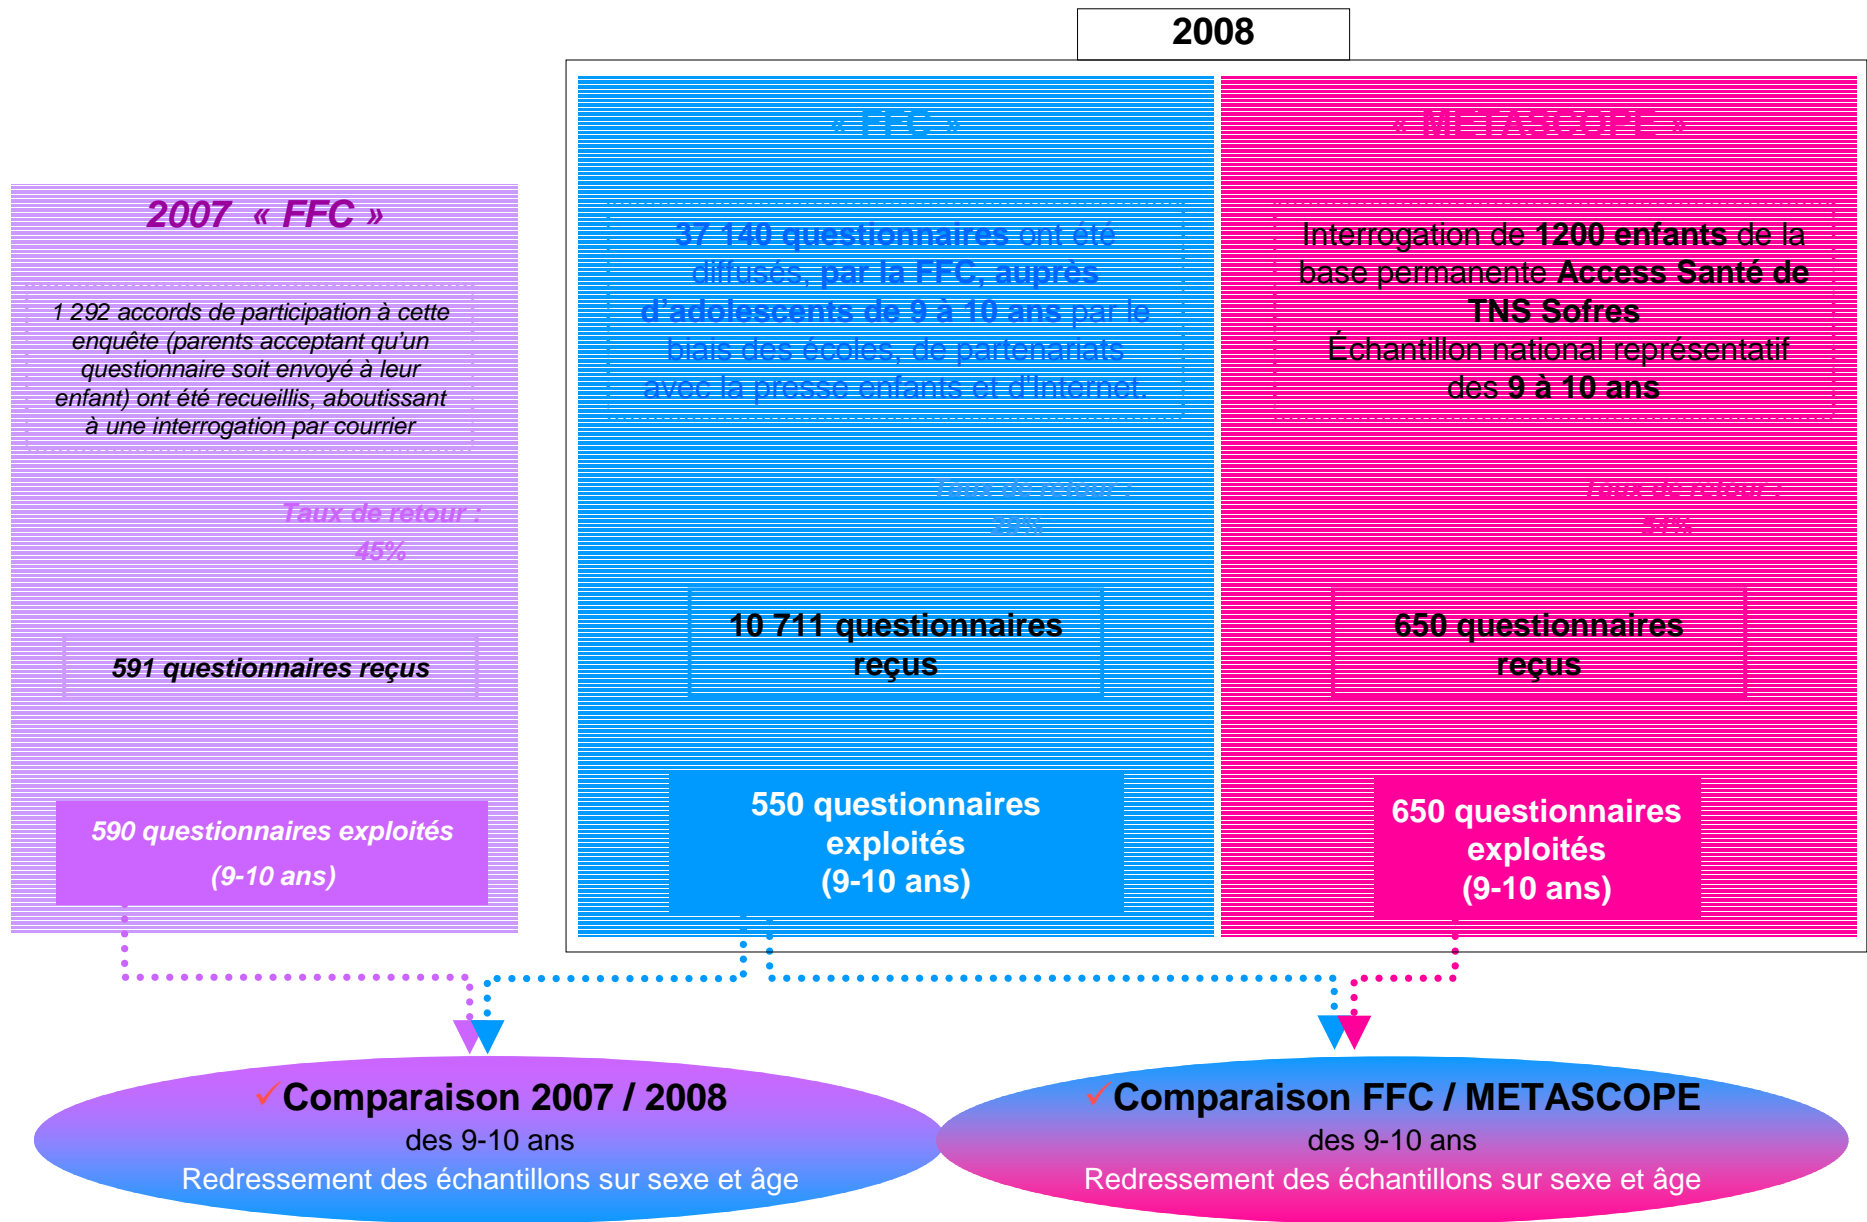 2008
« FFC »
« METASCOPE »
2007 « FFC »
1 292 accords de participation à cette
enquête (parents acceptant qu'un
questionnaire soit envoyé à leur
enfant) ont été recueillis, aboutissant
à une interrogation par courrier
Taux de retour :
45%
591 questionnaires reçus
590 questionnaires exploités
(9-10 ans)
37 140 questionnaires ont été
diffusés, par la FFC, auprès
d'adolescents de 9 à 10 ans par le
biais des écoles, de partenariats
avec la presse enfants et d'Internet.
Taux de retour :
10 711 questionnaires
reçus
550 questionnaires
exploités
(9-10 ans)
Interrogation de 1200 enfants de la
base permanente Access Santé de
TNS Sofres
Échantillon national représentatif
des 9 à 10 ans
Taux de retour :
54%
650 questionnaires
reçus
650 questionnaires
exploités
(9-10 ans)
✓Comparaison 2007 / 2008
des 9-10 ans
Redressement des échantillons sur sexe et âge
✓Comparaison FFC / METASCOPE
des 9-10 ans
Redressement des échantillons sur sexe et âge